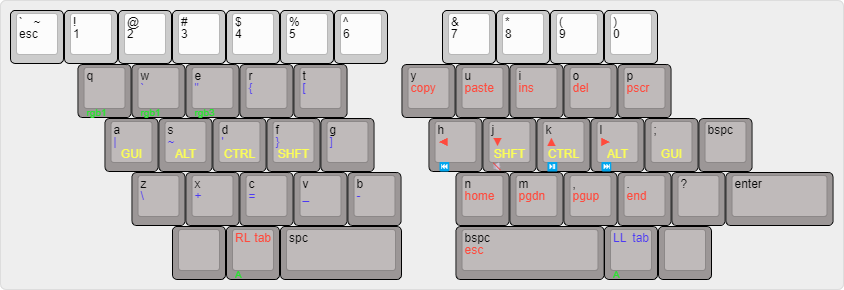 ` ~ ! @ # $ % ^ & * ( )
esc 1 2 3 4 5 6 7 8 9 0
q w e r t y u i o p
` " { [ copy paste ins del pscr
a s d f g h j k l ; bspc
| ~ ' } ] ◀ ▼ ▲ ▶
GUI ALT CTRL SHFT SHFT CTRL ALT GUI
⏮ ⏯ ⏭
z x c v b n m , . ? enter
\ + = _ - home pgdn pgup end
RL tab spc bspc LL tab
esc